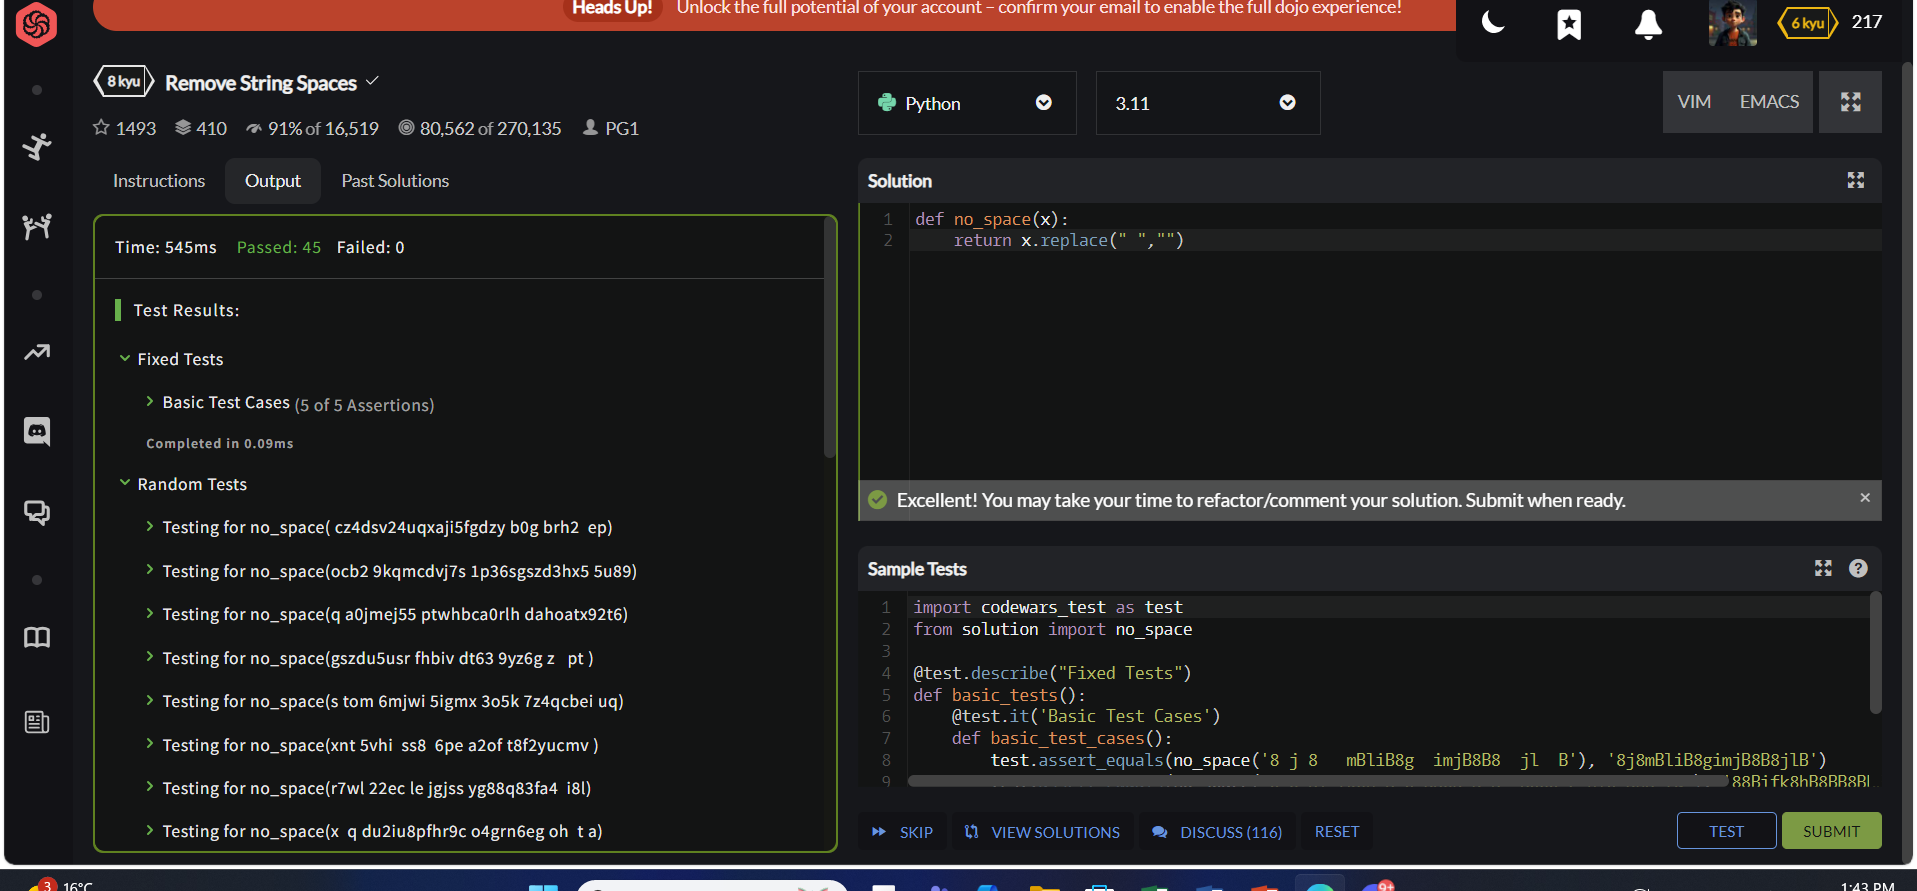 Heads Up! Unlock the full potential of your account – confirm your email to enable the full dojo experience!
6 kyu 217
8 kyu Remove String Spaces
1493 410 91% of 16,519 80,562 of 270,135 PG1
Instructions Output Past Solutions
Time: 545ms Passed: 45 Failed: 0
Test Results:
Fixed Tests
Basic Test Cases (5 of 5 Assertions)
Completed in 0.09ms
Random Tests
Testing for no_space( cz4dsv24uqxaji5fgdzy b0g brh2  ep)
Testing for no_space(ocb2 9kqmcdvj7s 1p36sgszd3hx5 5u89)
Testing for no_space(q a0jmej55 ptwhbca0rlh dahoatx92t6)
Testing for no_space(gszdu5usr fhbiv dt63 9yz6g z   pt )
Testing for no_space(s tom 6mjwi 5igmx 3o5k 7z4qcbei uq)
Testing for no_space(xnt 5vhi  ss8  6pe a2of t8f2yucmv )
Testing for no_space(r7wl 22ec le jgjss yg88q83fa4  i8l)
Testing for no_space(x  q du2iu8pfhr9c o4grn6eg oh  t a)
Python 3.11 VIM EMACS
Solution
1 def no_space(x):
2     return x.replace(" ","")
Excellent! You may take your time to refactor/comment your solution. Submit when ready.
Sample Tests
1 import codewars_test as test
2 from solution import no_space
3
4 @test.describe("Fixed Tests")
5 def basic_tests():
6     @test.it('Basic Test Cases')
7     def basic_test_cases():
8         test.assert_equals(no_space('8 j 8   mBliB8g  imjB8B8  jl  B'), '8j8mBliB8gimjB8B8jlB')
9
SKIP VIEW SOLUTIONS DISCUSS (116) RESET TEST SUBMIT
3 16°C 9+ 1:43 PM